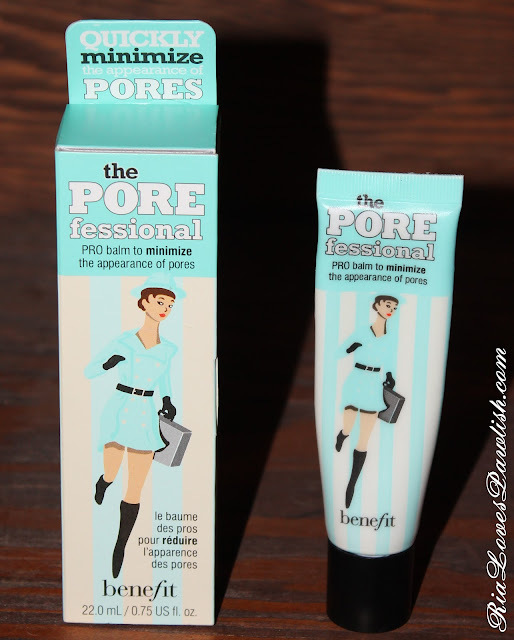 QUICKLY
minimize
the appearance of
PORES
the
PORE
fessional
PRO balm to minimize
the appearance of pores
le baume
des pros
pour réduire
l'apparence
des pores
benefit
22.0 mL / 0.75 US fl. oz.
the
PORE
fessional
PRO balm to minimize
the appearance of pores
benefit
RiaLovesPawlish.com